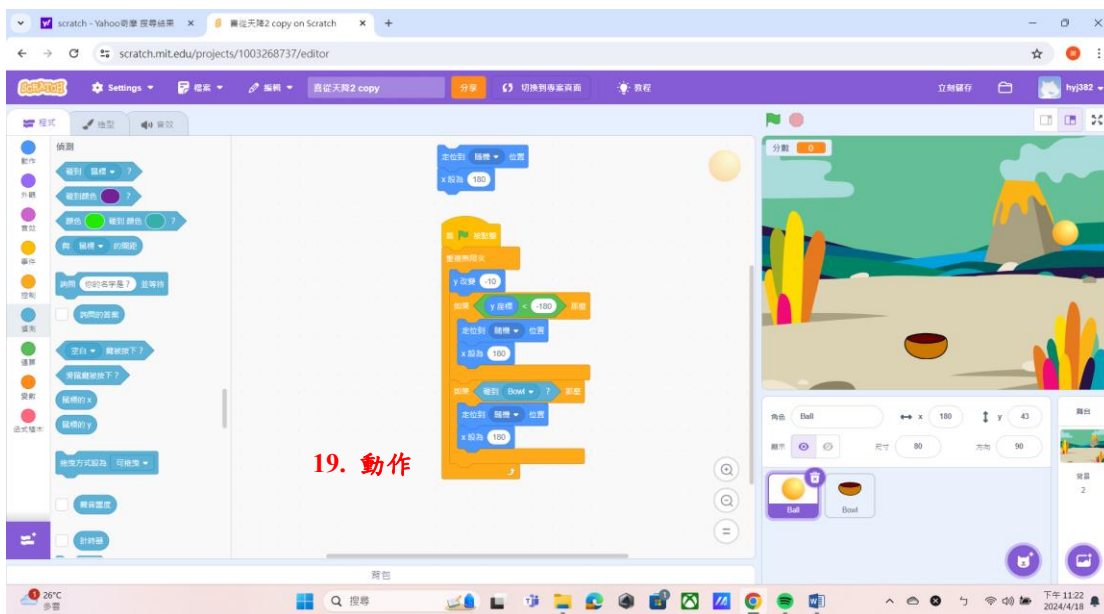 scratch - Yahoo奇摩 搜尋結果
喜從天降2 copy on Scratch
scratch.mit.edu/projects/1003268737/editor
SCRATCH
Settings
檔案
編輯
喜從天降2 copy
分享
切換到專案頁面
教程
立刻儲存
hyj382
程式
造型
音效
動作
外觀
音效
事件
控制
偵測
運算
變數
函式積木
偵測
碰到 鼠標 ?
碰到顏色 ?
顏色 碰到 顏色 ?
向 鼠標 的間距
詢問 你的名字是? 並等待
詢問的答案
空白 鍵被按下?
滑鼠鍵被按下?
鼠標的 x
鼠標的 y
拖曳方式設為 可拖曳
聲音響度
計時器
定位到 隨機 位置
x 設為 180
當 被點擊
重複無限次
y 改變 -10
如果 y 座標 < -180 那麼
定位到 隨機 位置
x 設為 180
如果 碰到 Bowl ? 那麼
定位到 隨機 位置
x 設為 180
19. 動作
分數 0
角色 Ball x 180 y 43
顯示 尺寸 80 方向 90
Ball
Bowl
舞台
背景
2
背包
26°C
多雲
搜尋
下午 11:22
2024/4/18